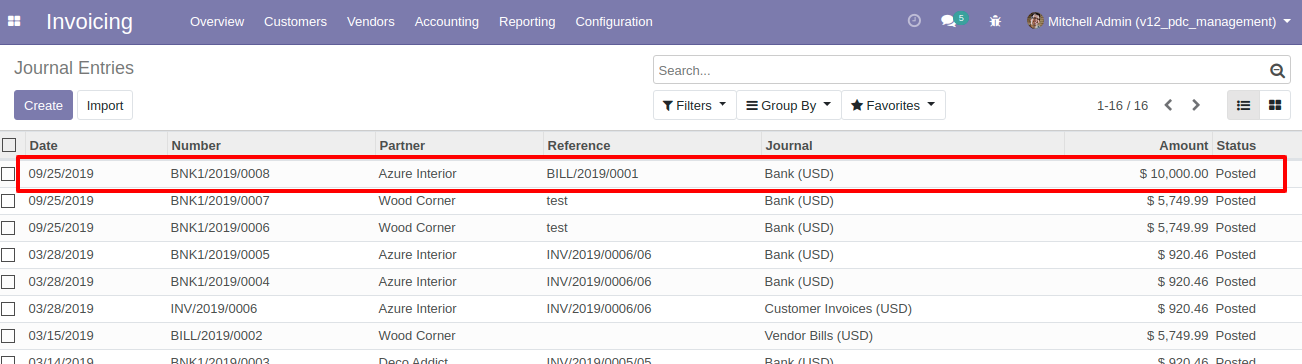 Invoicing Overview Customers Vendors Accounting Reporting Configuration 5 Mitchell Admin (v12_pdc_management)
Journal Entries Search...
Create Import Filters Group By Favorites 1-16 / 16
Date Number Partner Reference Journal Amount Status
09/25/2019 BNK1/2019/0008 Azure Interior BILL/2019/0001 Bank (USD) $ 10,000.00 Posted
09/25/2019 BNK1/2019/0007 Wood Corner test Bank (USD) $ 5,749.99 Posted
09/25/2019 BNK1/2019/0006 Wood Corner test Bank (USD) $ 5,749.99 Posted
03/28/2019 BNK1/2019/0005 Azure Interior INV/2019/0006/06 Bank (USD) $ 920.46 Posted
03/28/2019 BNK1/2019/0004 Azure Interior INV/2019/0006/06 Bank (USD) $ 920.46 Posted
03/28/2019 INV/2019/0006 Azure Interior INV/2019/0006/06 Customer Invoices (USD) $ 920.46 Posted
03/15/2019 BILL/2019/0002 Wood Corner Vendor Bills (USD) $ 5,749.99 Posted
03/14/2019 BNK1/2019/0003 Deco Addict INV/2019/0005/05 Bank (USD) $ 920.46 Posted